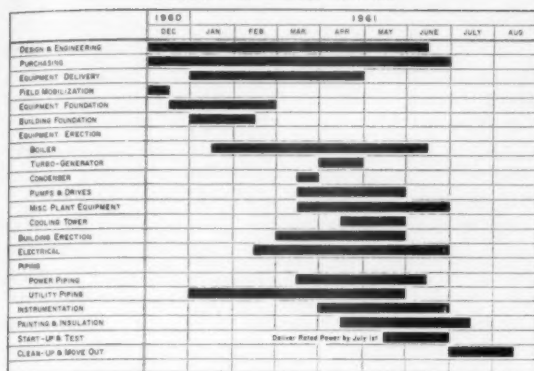 1960 1961
DEC JAN FEB. MAR. APR MAY JUNE JULY AUG
DESIGN & ENGINEERING
PURCHASING
EQUIPMENT DELIVERY
FIELD MOBILIZATION
EQUIPMENT FOUNDATION
BUILDING FOUNDATION
EQUIPMENT ERECTION
BOILER
TURBO-GENERATOR
CONDENSER
PUMPS & DRIVES
MISC PLANT EQUIPMENT
COOLING TOWER
BUILDING ERECTION
ELECTRICAL
PIPING
POWER PIPING
UTILITY PIPING
INSTRUMENTATION
PAINTING & INSULATION
START-UP & TEST Deliver Rated Power by July 1st
CLEAN-UP & MOVE OUT